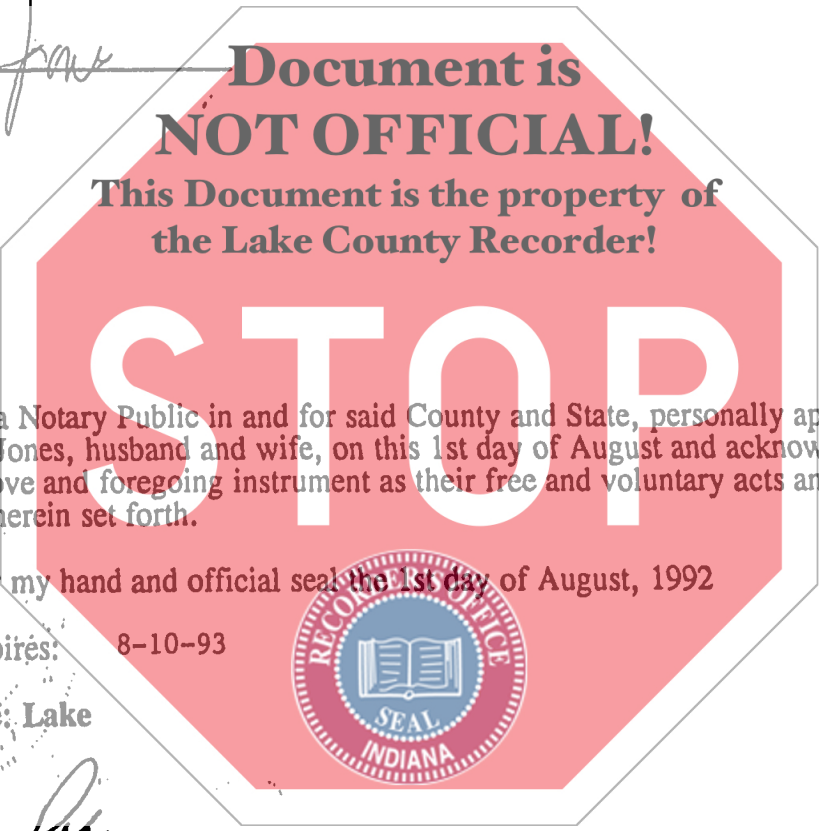 Document is
NOT OFFICIAL!
This Document is the property of
the Lake County Recorder!
STOP
a Notary Public in and for said County and State, personally ap
Jones, husband and wife, on this 1st day of August and acknow
ove and foregoing instrument as their free and voluntary acts an
herein set forth.
my hand and official seal the 1st day of August, 1992
pires: 8-10-93
: Lake
RECORDER'S OFFICE
SEAL
INDIANA